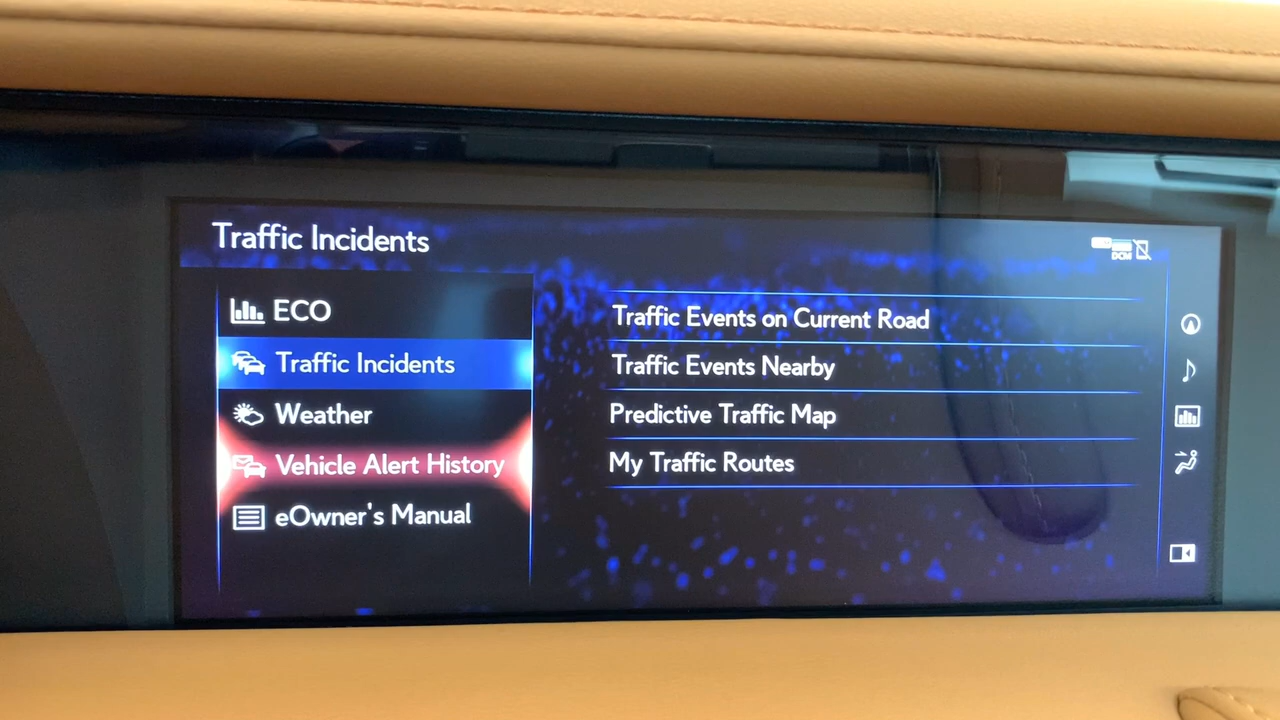 Traffic Incidents
DCM
ECO
Traffic Incidents
Weather
Vehicle Alert History
eOwner's Manual
Traffic Events on Current Road
Traffic Events Nearby
Predictive Traffic Map
My Traffic Routes